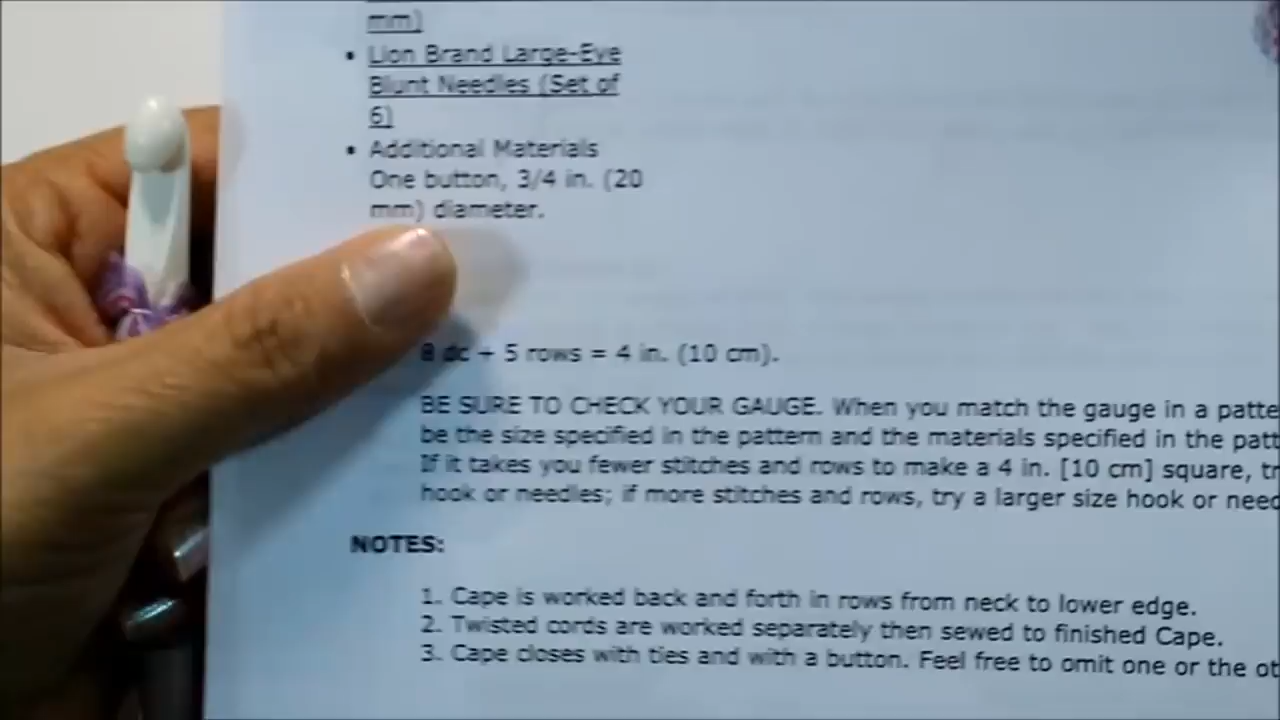 mm)
• Lion Brand Large-Eye
Blunt Needles (Set of
6)
• Additional Materials
One button, 3/4 in. (20
mm) diameter.
8 dc + 5 rows = 4 in. (10 cm).
BE SURE TO CHECK YOUR GAUGE. When you match the gauge in a patte
be the size specified in the pattern and the materials specified in the patt
If it takes you fewer stitches and rows to make a 4 in. [10 cm] square, tr
hook or needles; if more stitches and rows, try a larger size hook or need
NOTES:
1. Cape is worked back and forth in rows from neck to lower edge.
2. Twisted cords are worked separately then sewed to finished Cape.
3. Cape closes with ties and with a button. Feel free to omit one or the ot